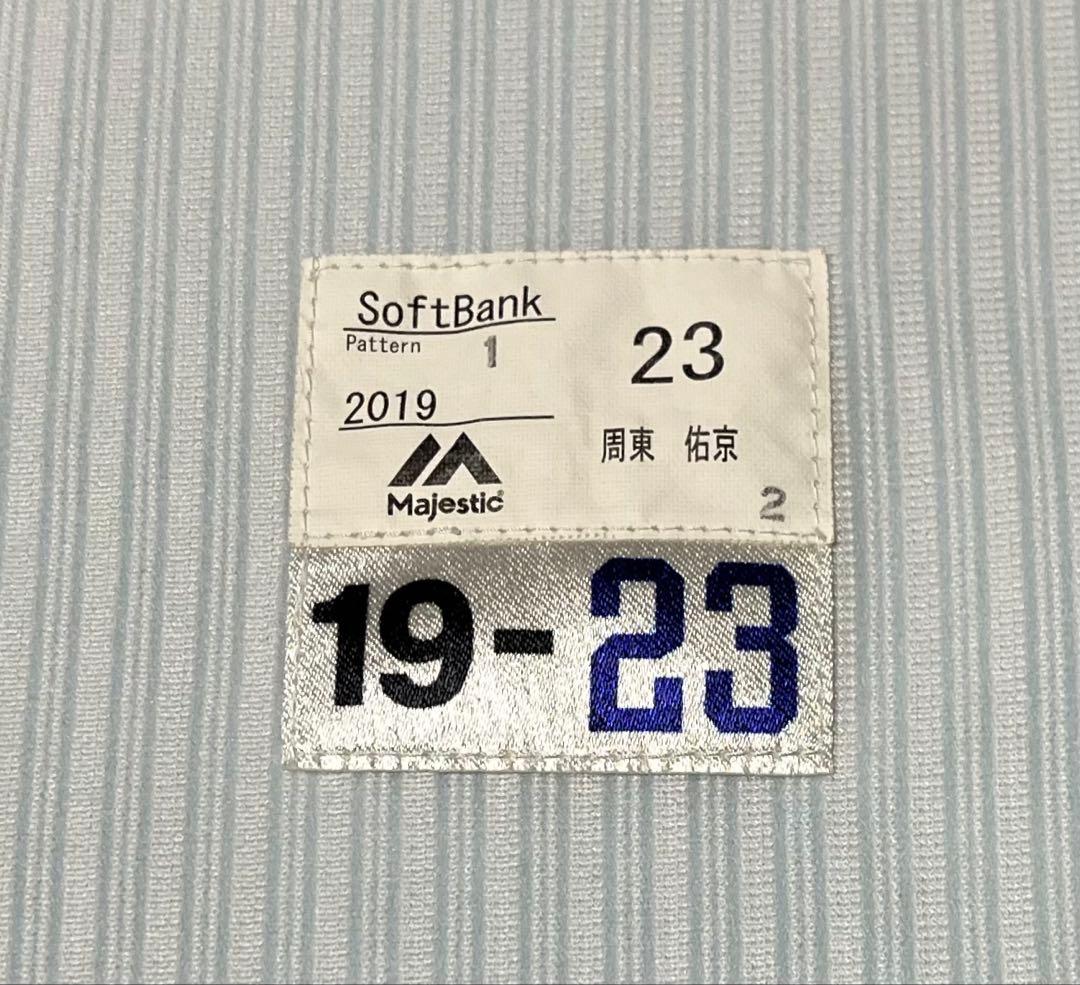 SoftBank
Pattern 1
2019
Majestic
23
周東 佑京
2
19-23